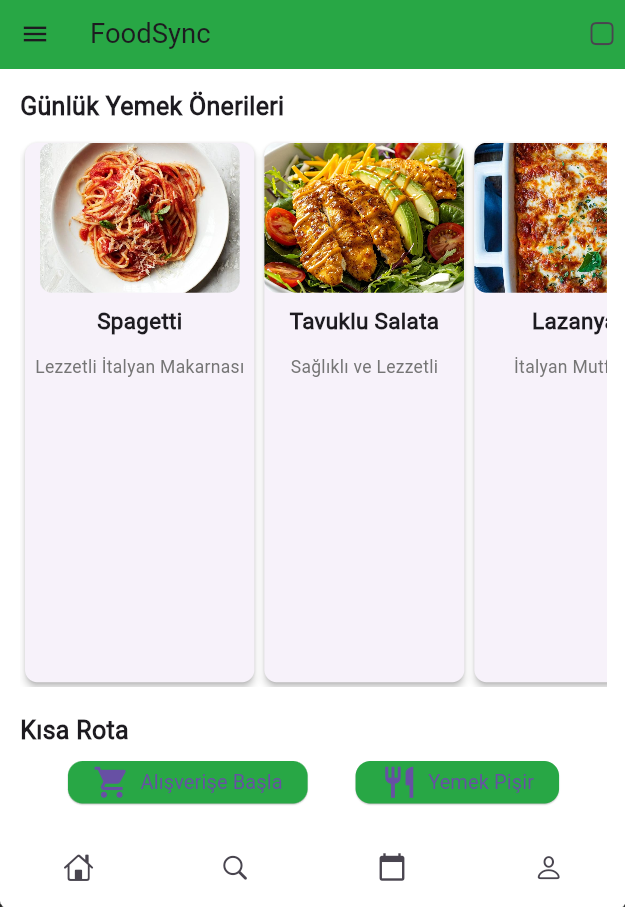 FoodSync
Günlük Yemek Önerileri
Spagetti
Lezzetli İtalyan Makarnası
Tavuklu Salata
Sağlıklı ve Lezzetli
Lazanya
İtalyan
Kısa Rota
Alışverişe Başla
Yemek Pişir